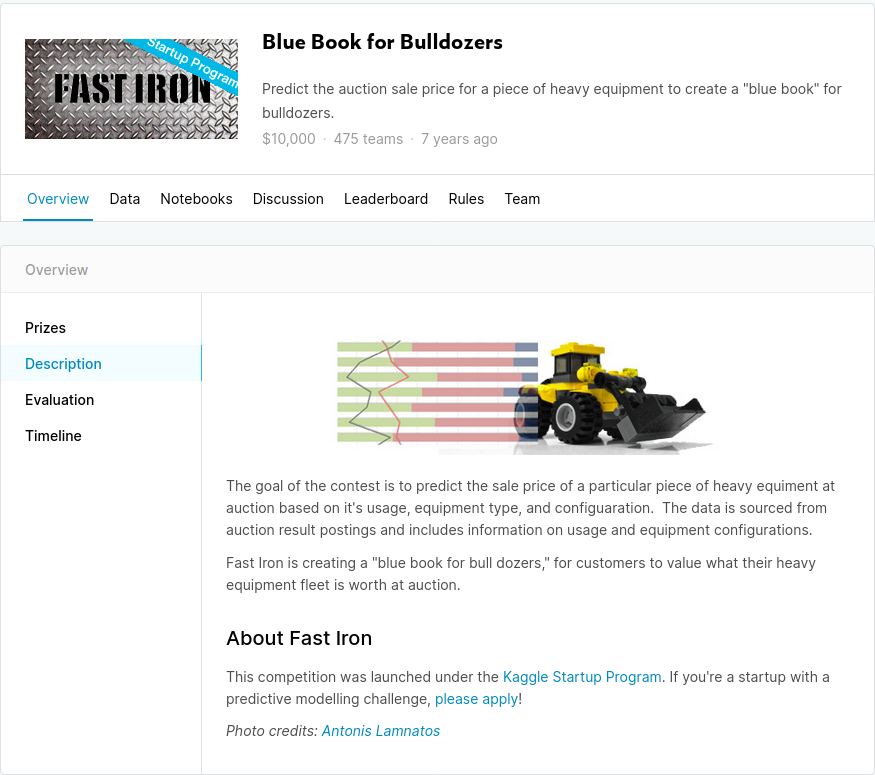 FAST IRON
Startup Program
Blue Book for Bulldozers
Predict the auction sale price for a piece of heavy equipment to create a "blue book" for
bulldozers.
$10,000 · 475 teams · 7 years ago
Overview Data Notebooks Discussion Leaderboard Rules Team
Overview
Prizes
Description
Evaluation
Timeline
The goal of the contest is to predict the sale price of a particular piece of heavy equiment at
auction based on it's usage, equipment type, and configuaration.  The data is sourced from
auction result postings and includes information on usage and equipment configurations.
Fast Iron is creating a "blue book for bull dozers," for customers to value what their heavy
equipment fleet is worth at auction.
About Fast Iron
This competition was launched under the Kaggle Startup Program. If you're a startup with a
predictive modelling challenge, please apply!
Photo credits: Antonis Lamnatos